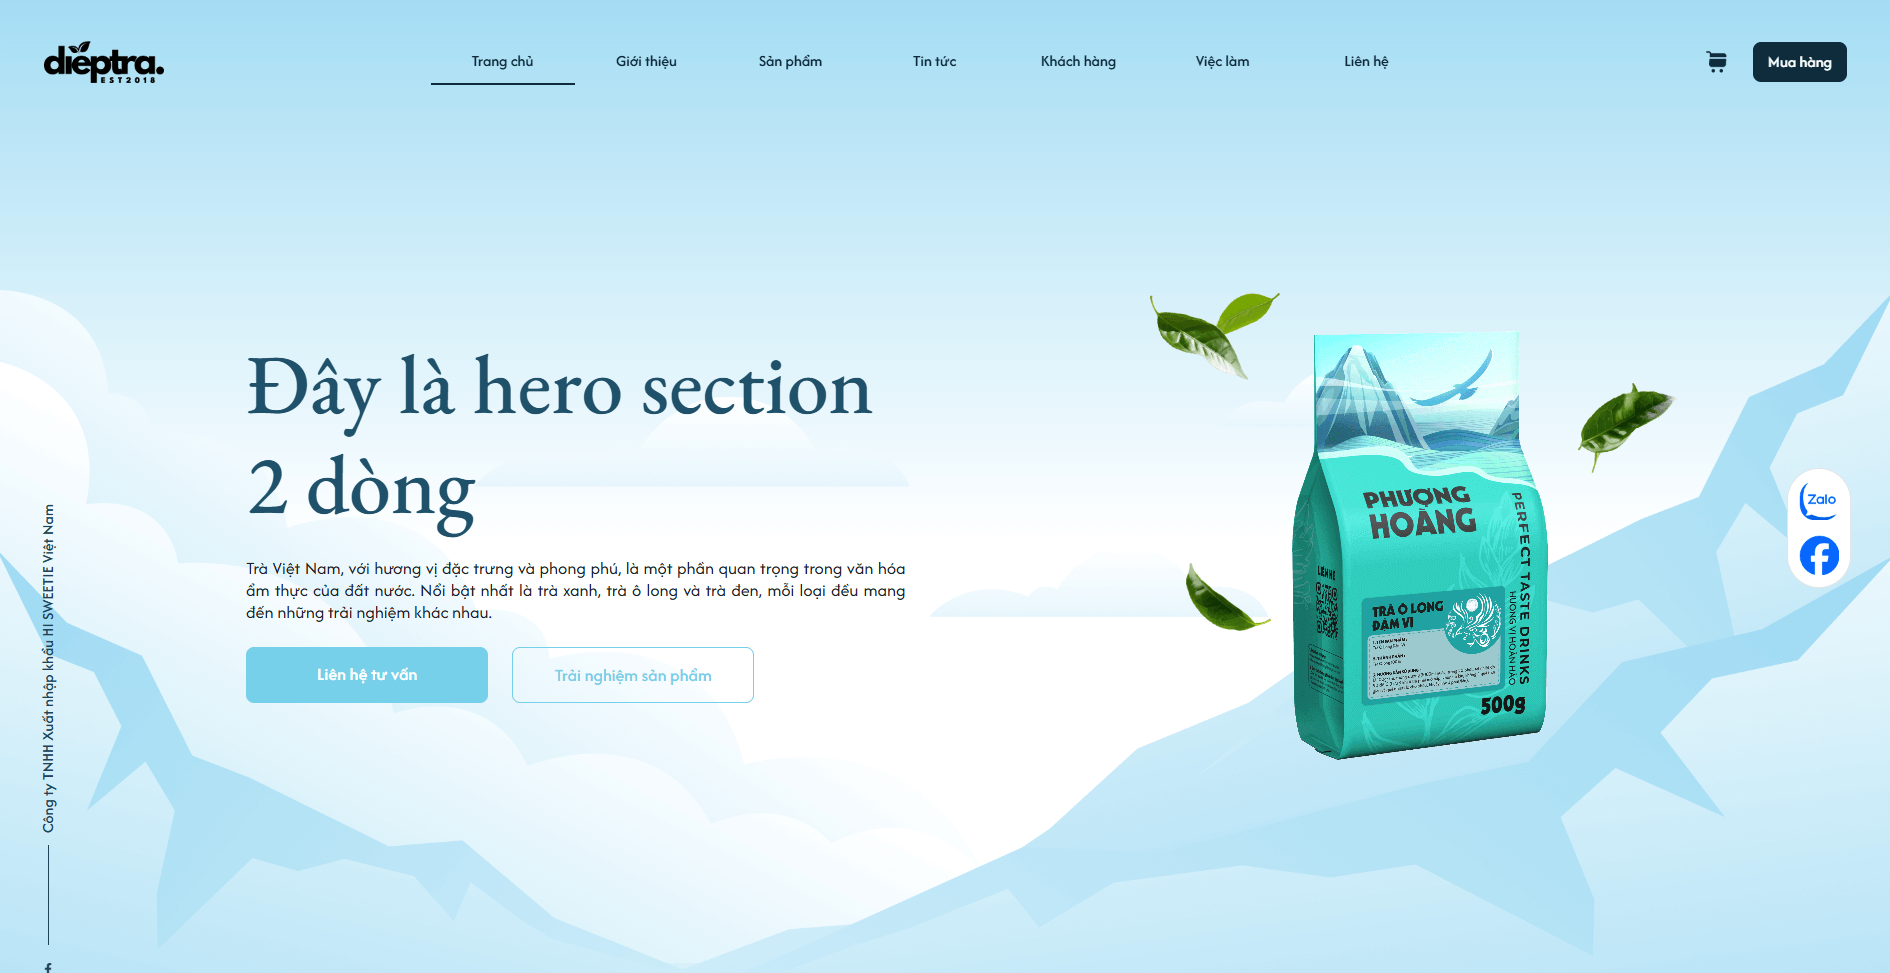 dieptra.
EST2018
Trang chủ
Giới thiệu
Sản phẩm
Tin tức
Khách hàng
Việc làm
Liên hệ
Mua hàng
Đây là hero section
2 dòng
Trà Việt Nam, với hương vị đặc trưng và phong phú, là một phần quan trọng trong văn hóa
ẩm thực của đất nước. Nổi bật nhất là trà xanh, trà ô long và trà đen, mỗi loại đều mang
đến những trải nghiệm khác nhau.
Liên hệ tư vấn
Trải nghiệm sản phẩm
Công ty TNHH Xuất nhập khẩu HI SWEETIE Việt Nam
PHƯỢNG
HOÀNG
PERFECT TASTE DRINKS
HƯƠNG VỊ HOÀN HẢO
TRÀ Ô LONG
ĐẬM VỊ
500g
Zalo